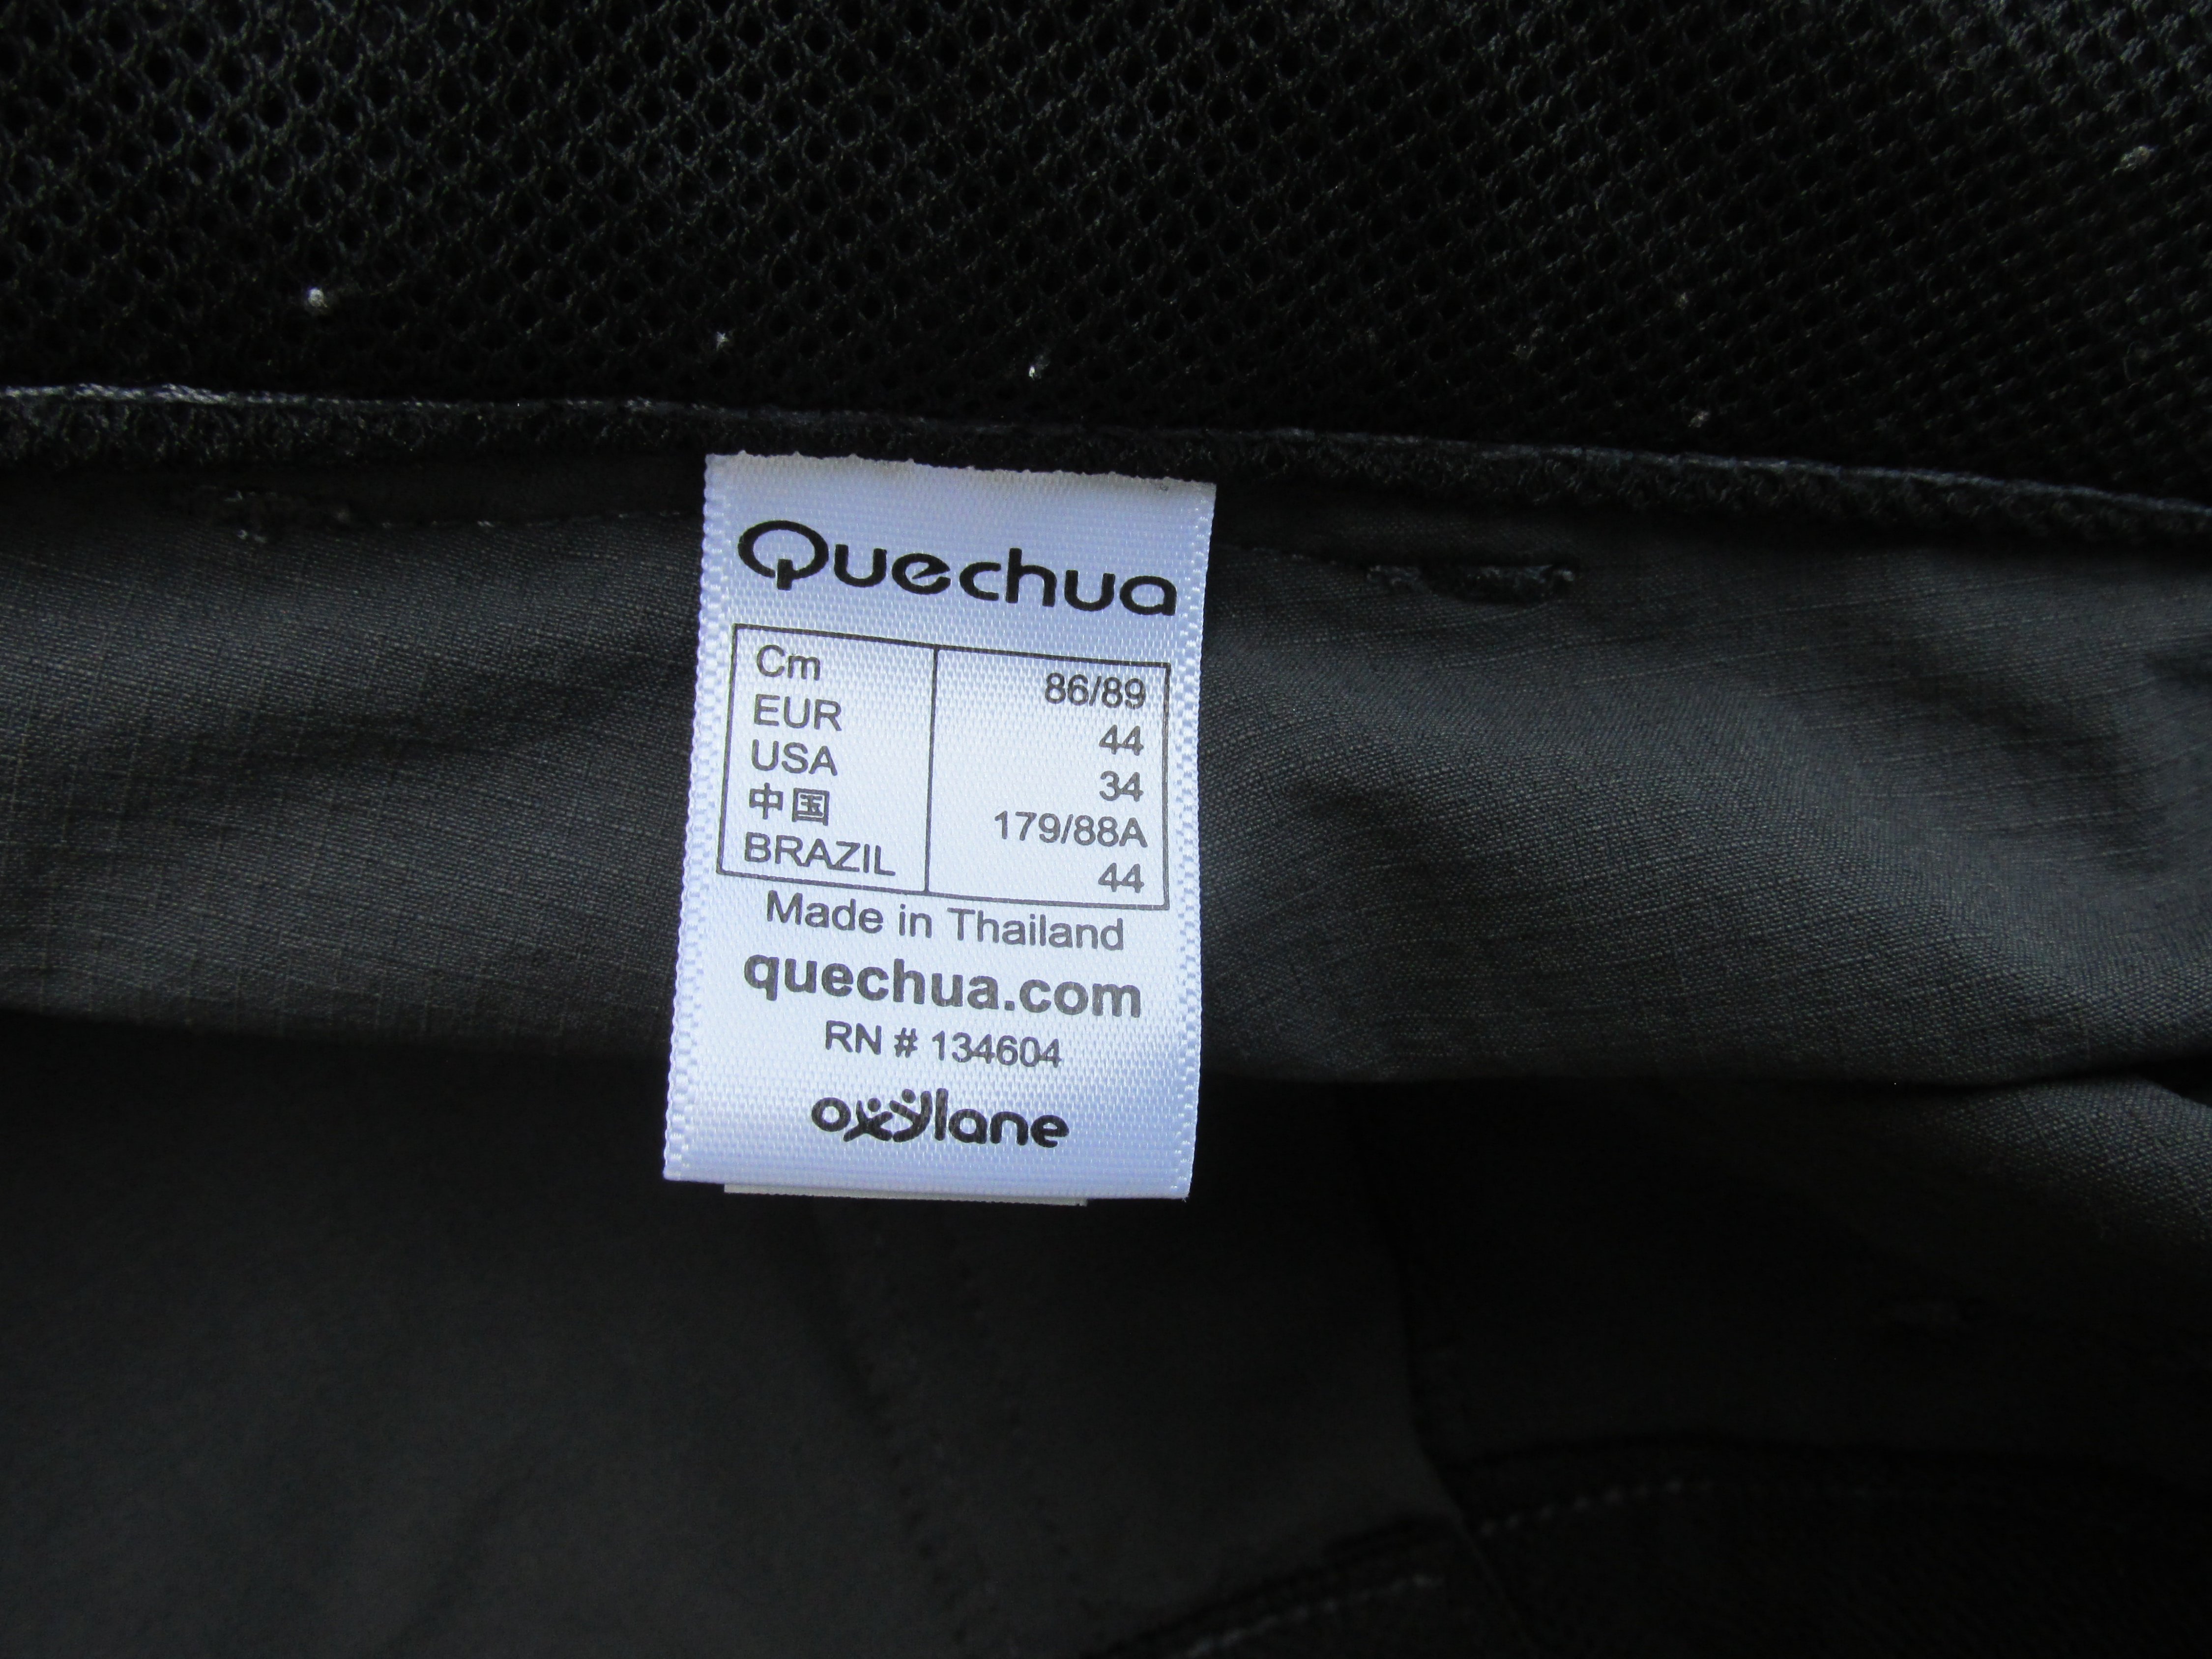 Quechua
Cm 86/89
EUR 44
USA 34
中国 179/88A
BRAZIL 44
Made in Thailand
quechua.com
RN # 134604
oxylane